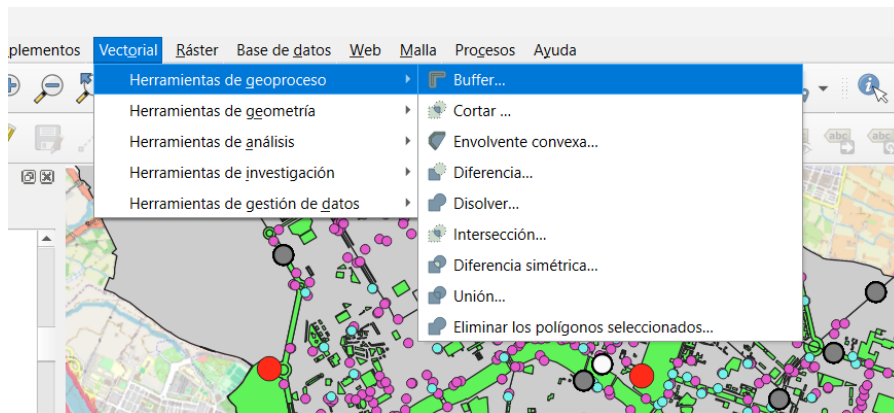 plementos Vectorial Ráster Base de datos Web Malla Procesos Ayuda
Herramientas de geoproceso
Herramientas de geometría
Herramientas de análisis
Herramientas de investigación
Herramientas de gestión de datos
Buffer...
Cortar ...
Envolvente convexa...
Diferencia...
Disolver...
Intersección...
Diferencia simétrica...
Unión...
Eliminar los polígonos seleccionados...
abc
abc